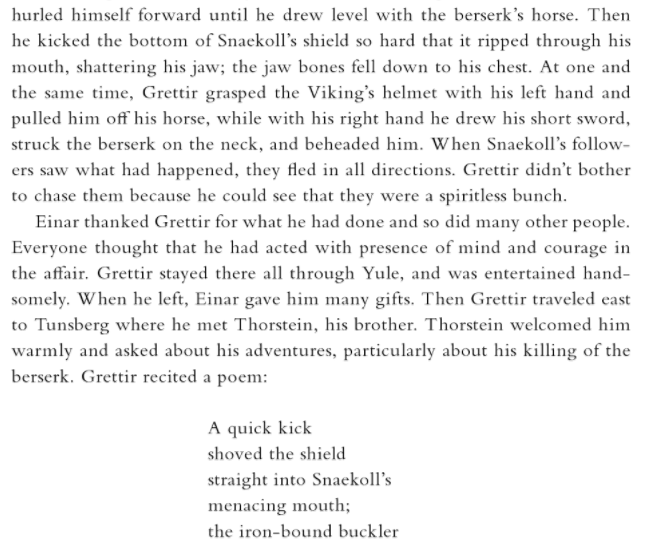 hurled himself forward until he drew level with the berserk's horse. Then
he kicked the bottom of Snaekoll's shield so hard that it ripped through his
mouth, shattering his jaw; the jaw bones fell down to his chest. At one and
the same time, Grettir grasped the Viking's helmet with his left hand and
pulled him off his horse, while with his right hand he drew his short sword,
struck the berserk on the neck, and beheaded him. When Snaekoll's follow-
ers saw what had happened, they fled in all directions. Grettir didn't bother
to chase them because he could see that they were a spiritless bunch.
Einar thanked Grettir for what he had done and so did many other people.
Everyone thought that he had acted with presence of mind and courage in
the affair. Grettir stayed there all through Yule, and was entertained hand-
somely. When he left, Einar gave him many gifts. Then Grettir traveled east
to Tunsberg where he met Thorstein, his brother. Thorstein welcomed him
warmly and asked about his adventures, particularly about his killing of the
berserk. Grettir recited a poem:
A quick kick
shoved the shield
straight into Snaekoll's
menacing mouth;
the iron-bound buckler